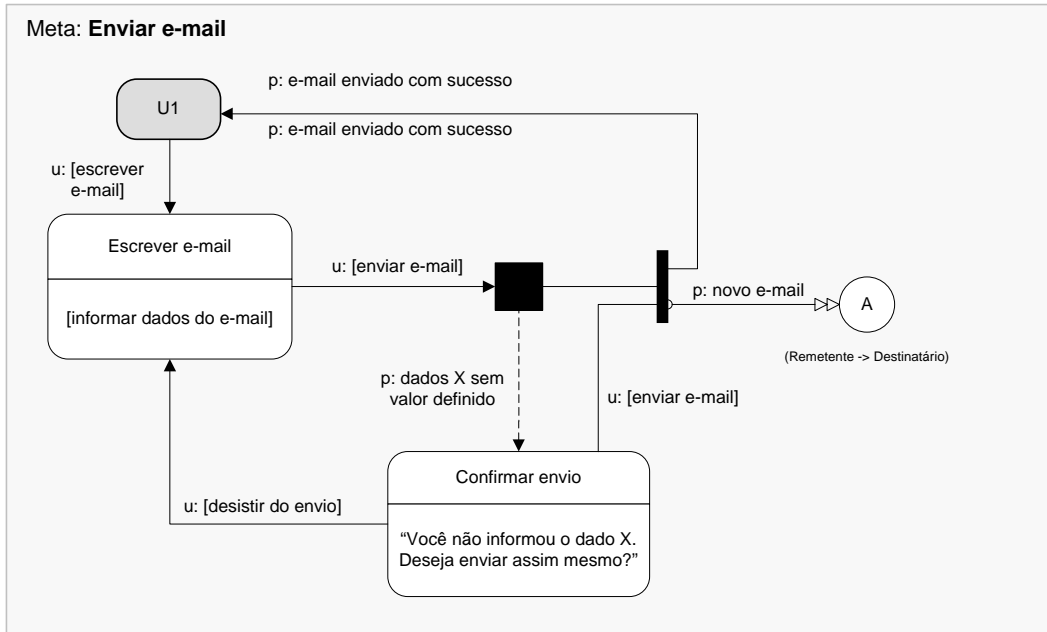 Meta: Enviar e-mail
p: e-mail enviado com sucesso
U1
p: e-mail enviado com sucesso
u: [escrever
e-mail]
Escrever e-mail
u: [enviar e-mail]
p: novo e-mail
A
[informar dados do e-mail]
(Remetente -> Destinatário)
p: dados X sem
valor definido
u: [enviar e-mail]
Confirmar envio
u: [desistir do envio]
“Você não informou o dado X.
Deseja enviar assim mesmo?”